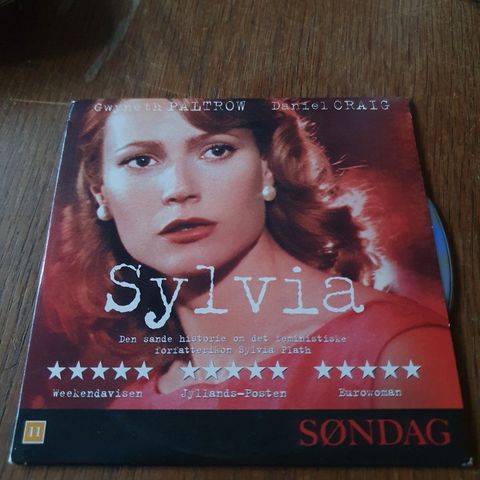 Gwyneth PALTROW Daniel CRAIG
Sylvia
Den sande historie om det feministiske
forfatterikon Sylvia Plath
★★★★★ ★★★★★ ★★★★★
Weekendavisen Jyllands-Posten Eurowoman
11 SØNDAG